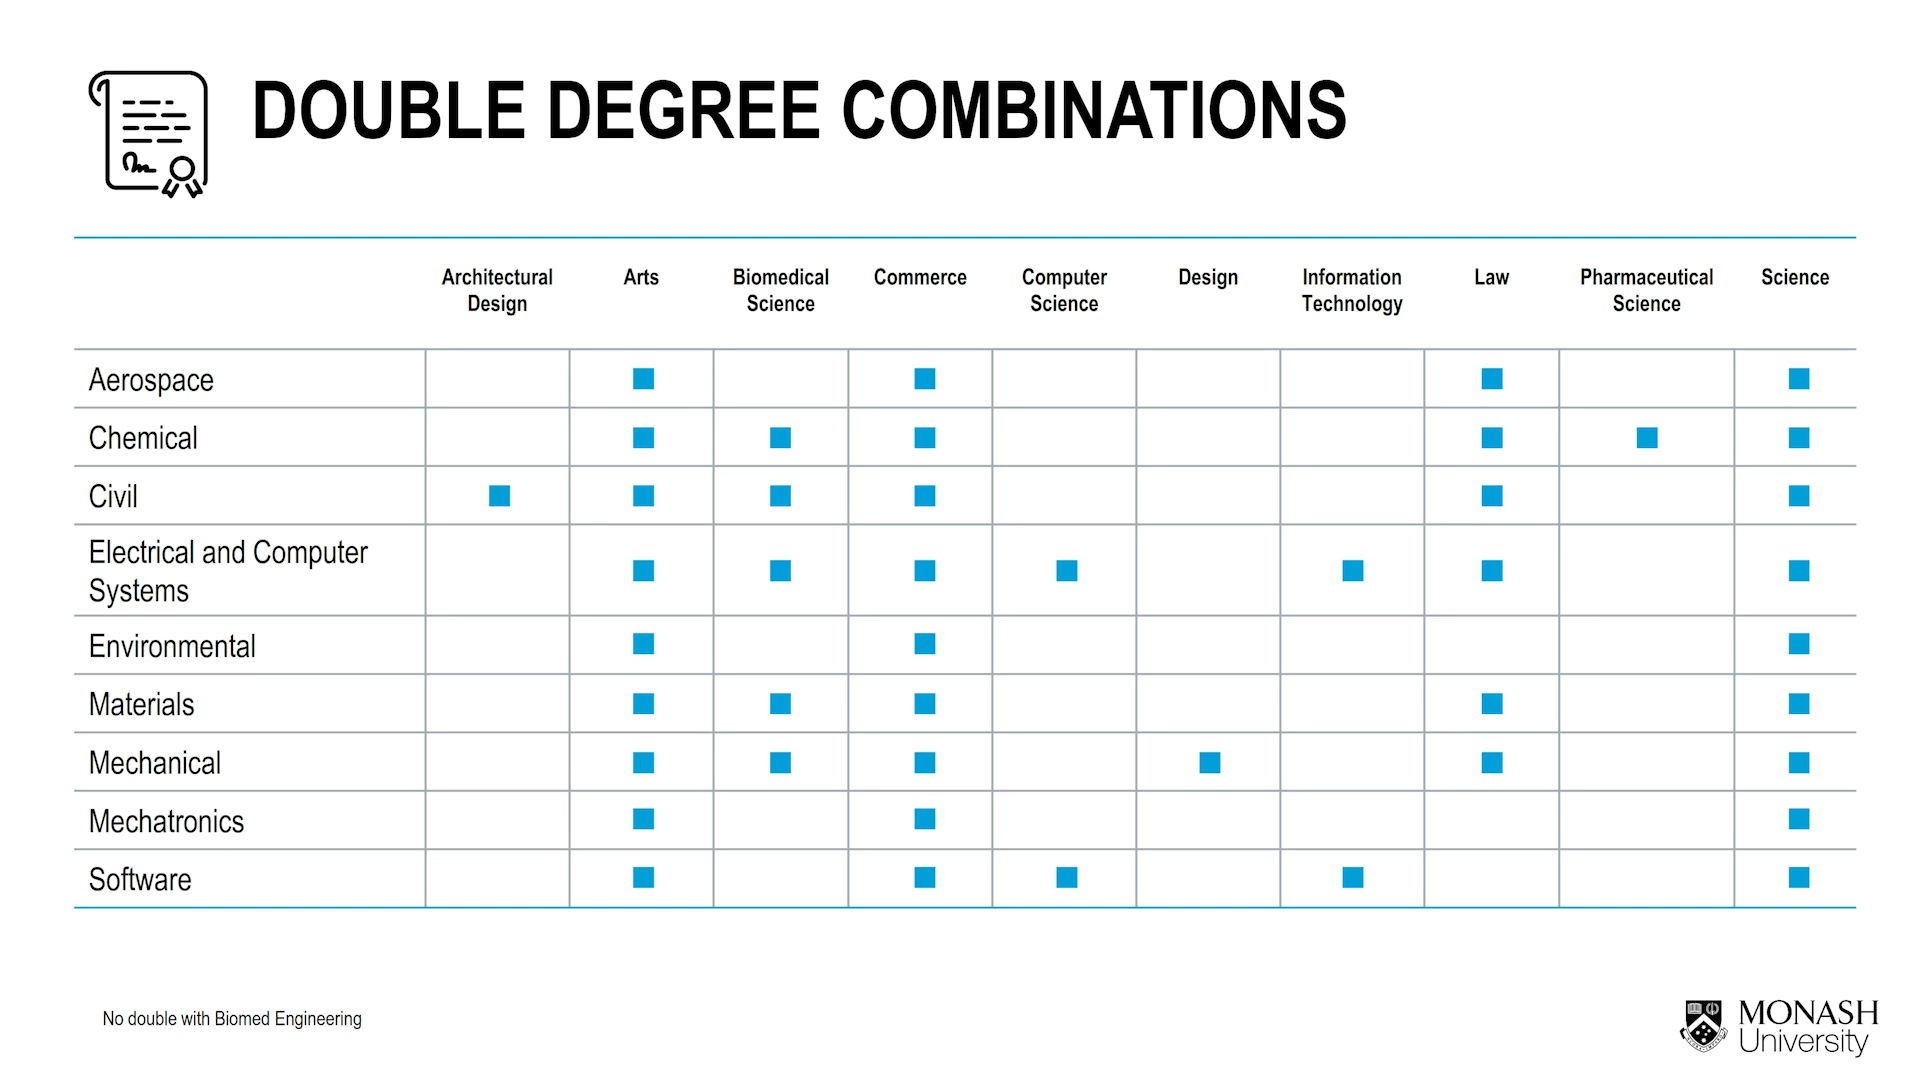 DOUBLE DEGREE COMBINATIONS
Architectural Design
Arts
Biomedical Science
Commerce
Computer Science
Design
Information Technology
Law
Pharmaceutical Science
Science
Aerospace
Chemical
Civil
Electrical and Computer
Systems
Environmental
Materials
Mechanical
Mechatronics
Software
No double with Biomed Engineering
MONASH
University